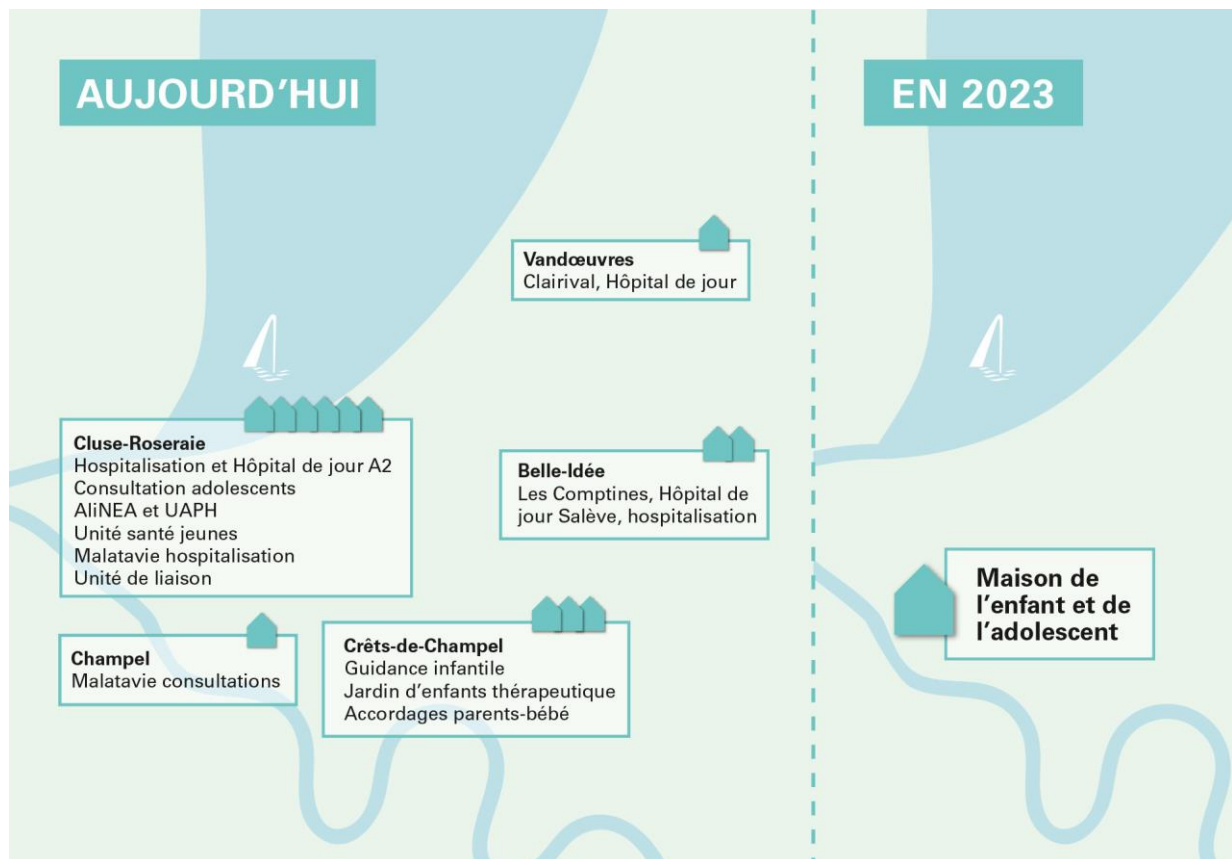 AUJOURD'HUI
Vandœuvres
Clairival, Hôpital de jour
Cluse-Roseraie
Hospitalisation et Hôpital de jour A2
Consultation adolescents
AliNEA et UAPH
Unité santé jeunes
Malatavie hospitalisation
Unité de liaison
Belle-Idée
Les Comptines, Hôpital de
jour Salève, hospitalisation
Champel
Malatavie consultations
Crêts-de-Champel
Guidance infantile
Jardin d'enfants thérapeutique
Accordages parents-bébé
EN 2023
Maison de
l'enfant et de
l'adolescent